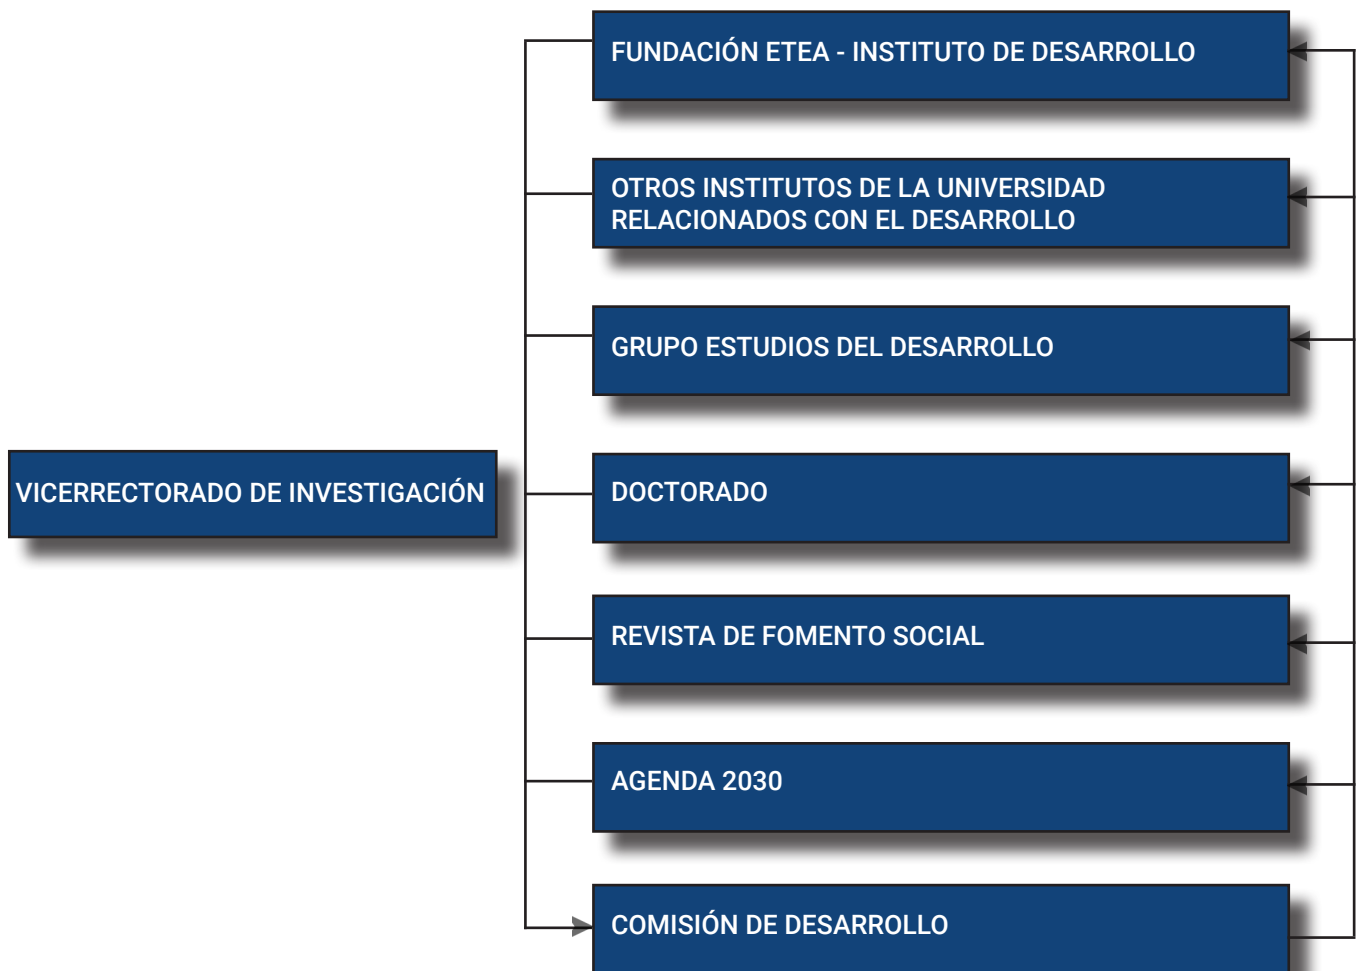 FUNDACIÓN ETEA - INSTITUTO DE DESARROLLO
OTROS INSTITUTOS DE LA UNIVERSIDAD
RELACIONADOS CON EL DESARROLLO
GRUPO ESTUDIOS DEL DESARROLLO
VICERRECTORADO DE INVESTIGACIÓN
DOCTORADO
REVISTA DE FOMENTO SOCIAL
AGENDA 2030
COMISIÓN DE DESARROLLO